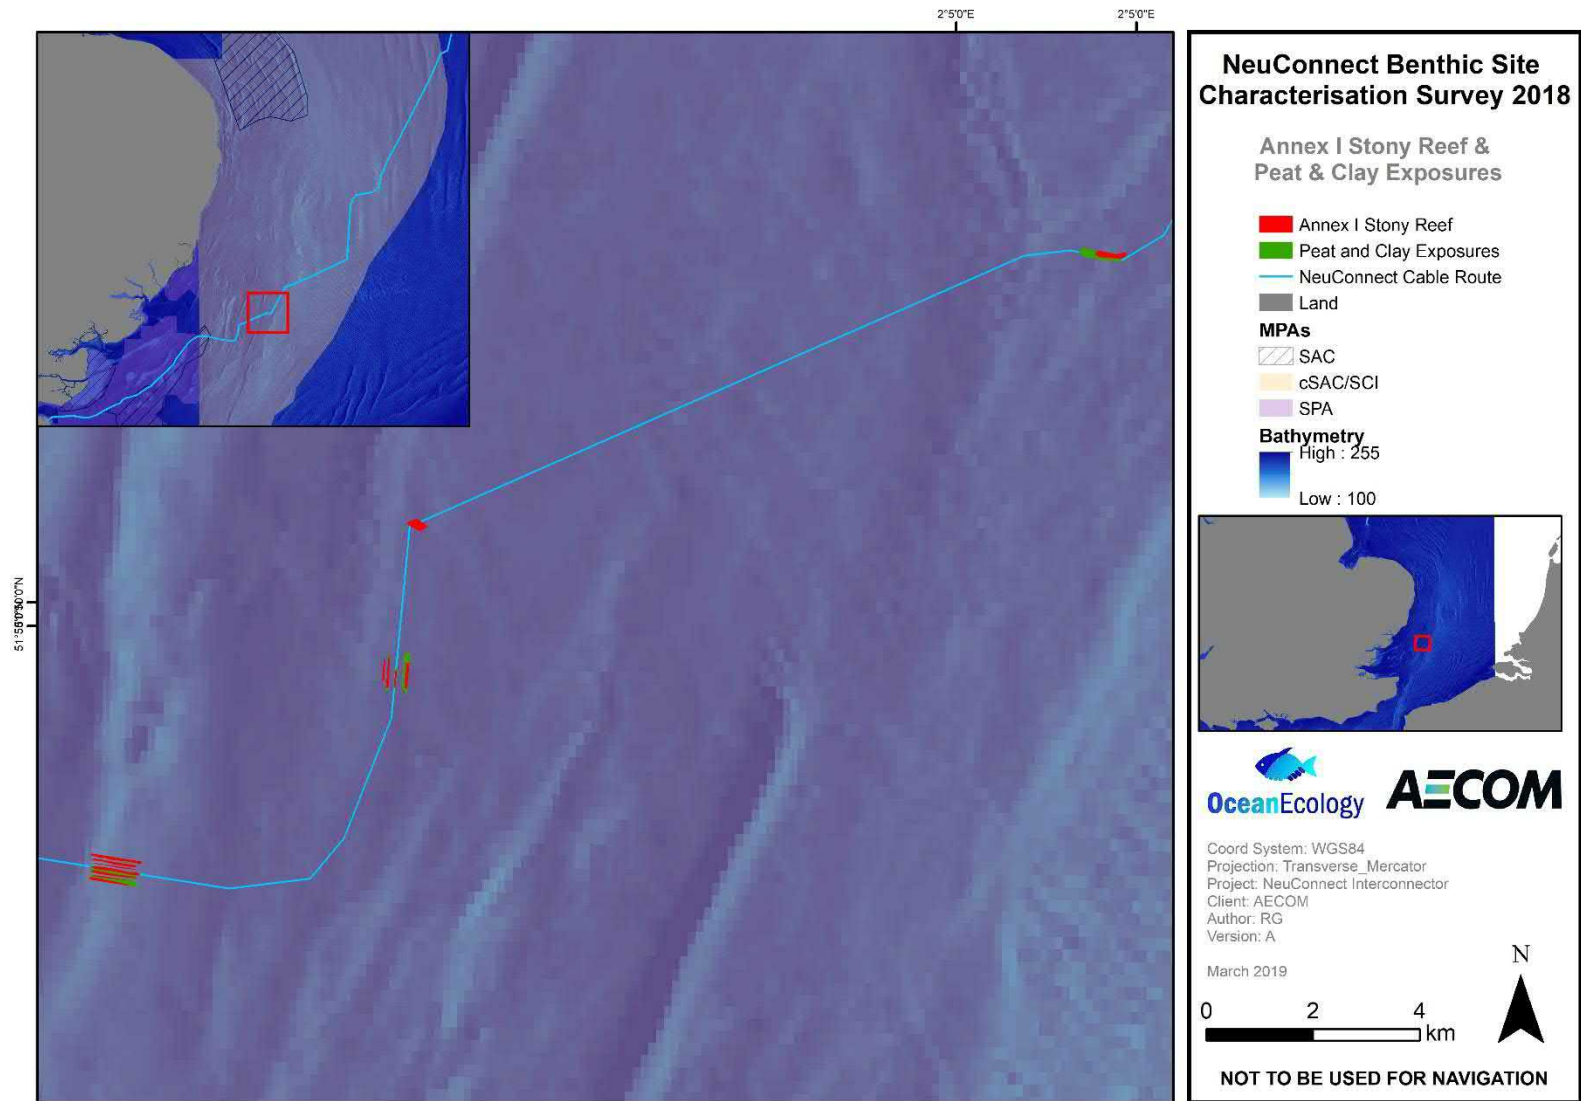 2°5'0"E
2°5'0"E
NeuConnect Benthic Site
Characterisation Survey 2018
Annex I Stony Reef &
Peat & Clay Exposures
Annex I Stony Reef
Peat and Clay Exposures
NeuConnect Cable Route
Land
MPAs
SAC
cSAC/SCI
SPA
Bathymetry
High : 255
Low : 100
OceanEcology
AECOM
Coord System: WGS84
Projection: Transverse_Mercator
Project: NeuConnect Interconnector
Client: AECOM
Author: RG
Version: A
March 2019
N
0 2 4
km
NOT TO BE USED FOR NAVIGATION